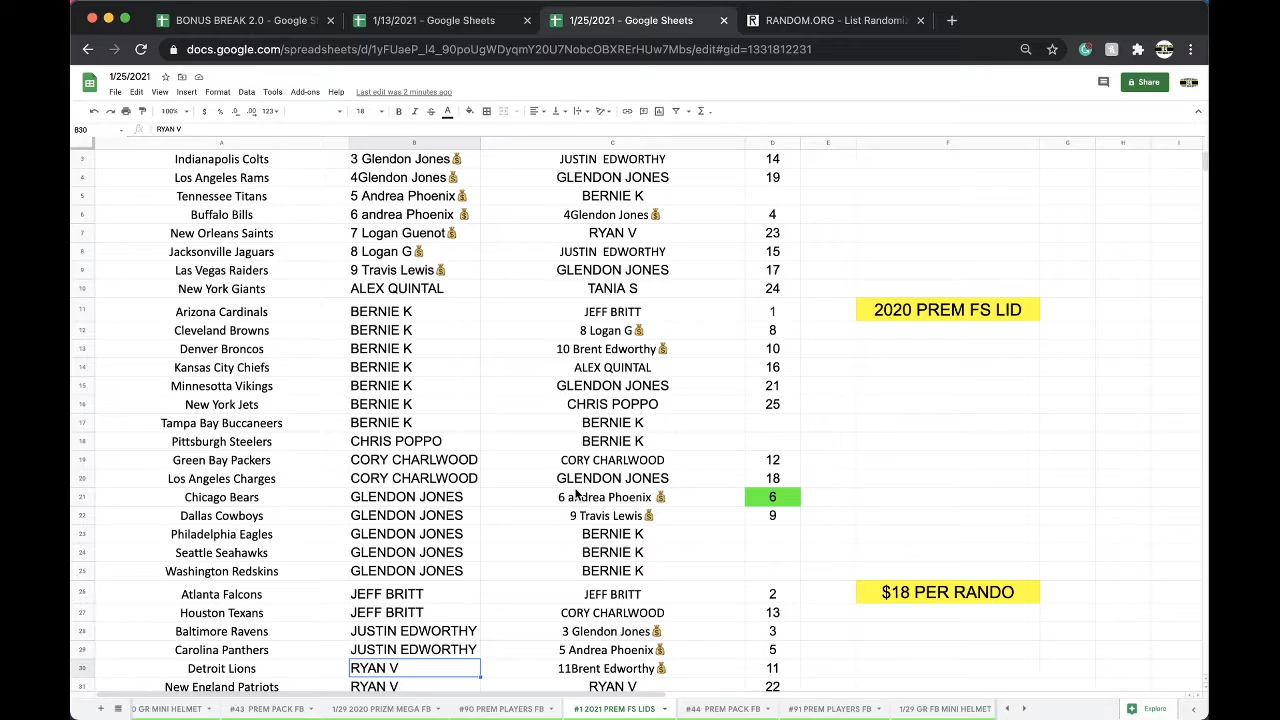 BONUS BREAK 2.0 - Google S
1/13/2021 - Google Sheets
1/25/2021 - Google Sheets
RANDOM.ORG - List Randomiz
docs.google.com/spreadsheets/d/1yFUaeP_l4_90poUgWDyqmY20U7NobcOBXRErHUw7Mbs/edit#gid=1331812231
1/25/2021
File Edit View Insert Format Data Tools Add-ons Help Last edit was 2 minutes ago
Share
100% $ % .0 .00 123 18 B I S A
B30 RYAN V
A B C D E F G H I
3 Indianapolis Colts 3 Glendon Jones💰 JUSTIN EDWORTHY 14
4 Los Angeles Rams 4Glendon Jones💰 GLENDON JONES 19
5 Tennessee Titans 5 Andrea Phoenix💰 BERNIE K
6 Buffalo Bills 6 andrea Phoenix 💰 4Glendon Jones💰 4
7 New Orleans Saints 7 Logan Guenot💰 RYAN V 23
8 Jacksonville Jaguars 8 Logan G💰 JUSTIN EDWORTHY 15
9 Las Vegas Raiders 9 Travis Lewis💰 GLENDON JONES 17
10 New York Giants ALEX QUINTAL TANIA S 24
11 Arizona Cardinals BERNIE K JEFF BRITT 1 2020 PREM FS LID
12 Cleveland Browns BERNIE K 8 Logan G💰 8
13 Denver Broncos BERNIE K 10 Brent Edworthy💰 10
14 Kansas City Chiefs BERNIE K ALEX QUINTAL 16
15 Minnesotta Vikings BERNIE K GLENDON JONES 21
16 New York Jets BERNIE K CHRIS POPPO 25
17 Tampa Bay Buccaneers BERNIE K BERNIE K
18 Pittsburgh Steelers CHRIS POPPO BERNIE K
19 Green Bay Packers CORY CHARLWOOD CORY CHARLWOOD 12
20 Los Angeles Charges CORY CHARLWOOD GLENDON JONES 18
21 Chicago Bears GLENDON JONES 6 andrea Phoenix 💰 6
22 Dallas Cowboys GLENDON JONES 9 Travis Lewis💰 9
23 Philadelphia Eagles GLENDON JONES BERNIE K
24 Seattle Seahawks GLENDON JONES BERNIE K
25 Washington Redskins GLENDON JONES BERNIE K
26 Atlanta Falcons JEFF BRITT JEFF BRITT 2 $18 PER RANDO
27 Houston Texans JEFF BRITT CORY CHARLWOOD 13
28 Baltimore Ravens JUSTIN EDWORTHY 3 Glendon Jones💰 3
29 Carolina Panthers JUSTIN EDWORTHY 5 Andrea Phoenix💰 5
30 Detroit Lions RYAN V 11Brent Edworthy💰 11
31 New England Patriots RYAN V RYAN V 22
0 GR MINI HELMET #43 PREM PACK FB 1/29 2020 PRIZM MEGA FB #90 PREM PLAYERS FB #1 2021 PREM FS LIDS #44 PREM PACK FB #91 PREM PLAYERS FB 1/29 GR FB MINI HELMET Explore